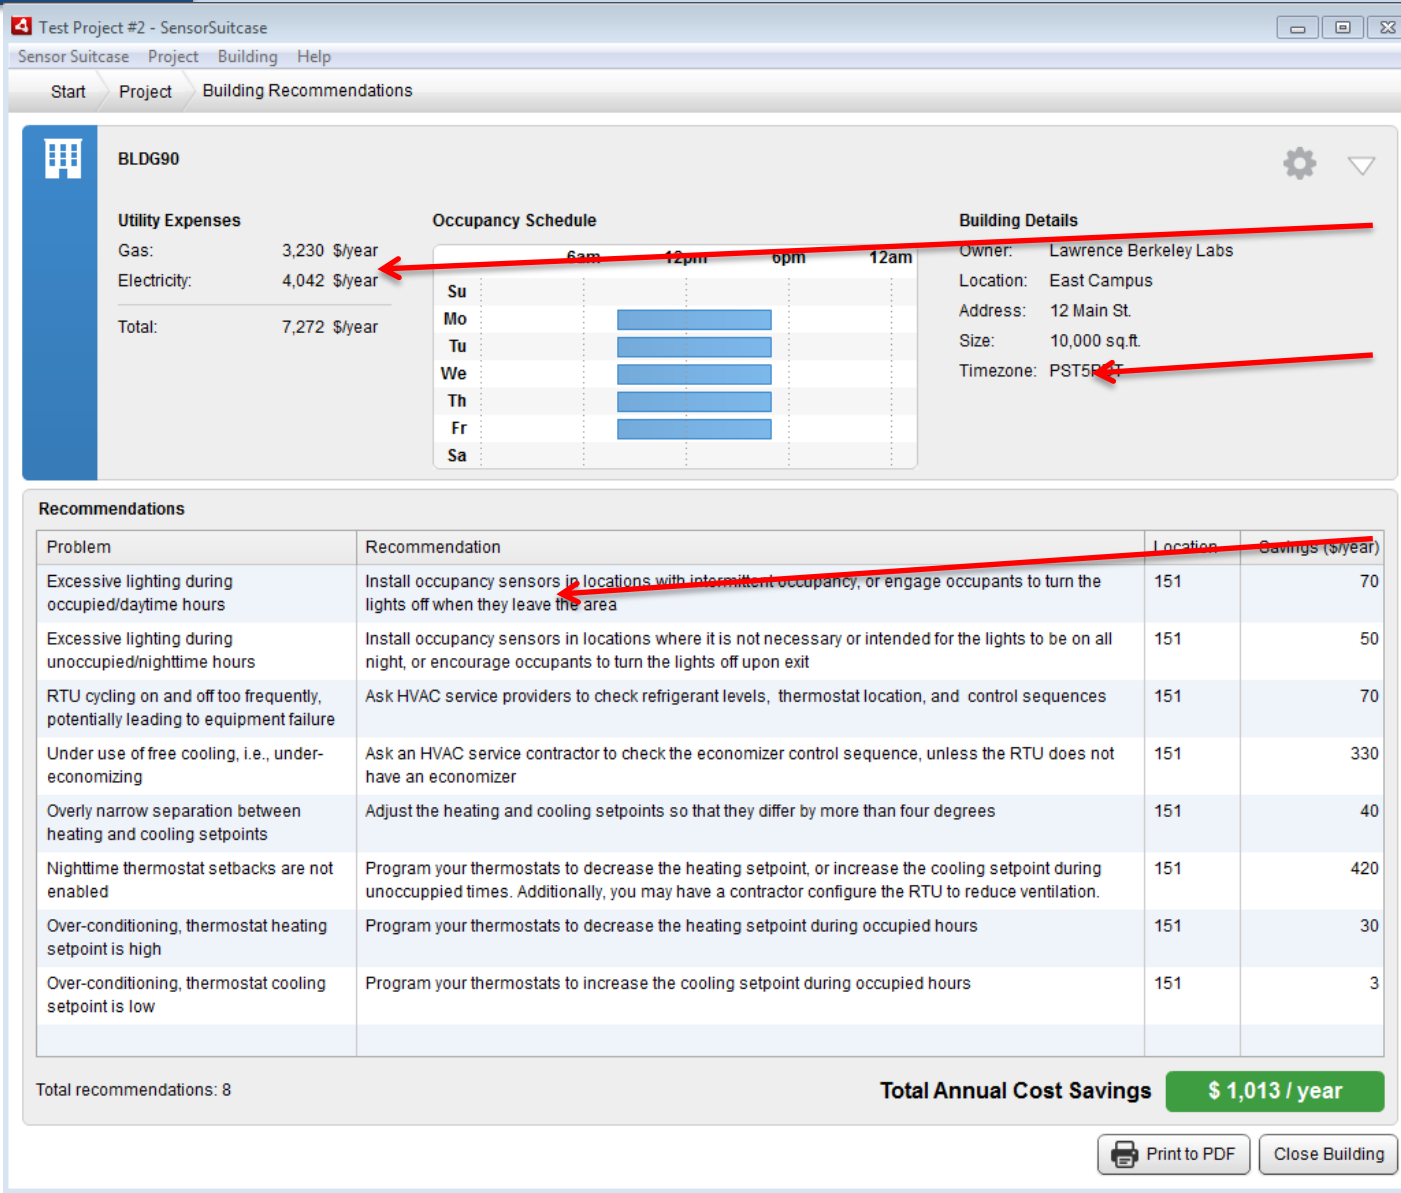 Test Project #2 - SensorSuitcase
Sensor Suitcase Project Building Help
Start Project Building Recommendations
BLDG90
Utility Expenses
Gas: 3,230 $/year
Electricity: 4,042 $/year
Total: 7,272 $/year
Occupancy Schedule
6am 12pm 6pm 12am
Su
Mo
Tu
We
Th
Fr
Sa
Building Details
Owner: Lawrence Berkeley Labs
Location: East Campus
Address: 12 Main St.
Size: 10,000 sq.ft.
Timezone:
Recommendations
Problem Recommendation Location Savings ($/year)
Excessive lighting during
occupied/daytime hours
Install occupancy sensors in locations with intermittent occupancy, or engage occupants to turn the
lights off when they leave the area
151
70
Excessive lighting during
unoccupied/nighttime hours
Install occupancy sensors in locations where it is not necessary or intended for the lights to be on all
night, or encourage occupants to turn the lights off upon exit
151
50
RTU cycling on and off too frequently,
potentially leading to equipment failure
Ask HVAC service providers to check refrigerant levels, thermostat location, and control sequences
151
70
Under use of free cooling, i.e., under-
economizing
Ask an HVAC service contractor to check the economizer control sequence, unless the RTU does not
have an economizer
151
330
Overly narrow separation between
heating and cooling setpoints
Adjust the heating and cooling setpoints so that they differ by more than four degrees
151
40
Nighttime thermostat setbacks are not
enabled
Program your thermostats to decrease the heating setpoint, or increase the cooling setpoint during
unoccuppied times. Additionally, you may have a contractor configure the RTU to reduce ventilation.
151
420
Over-conditioning, thermostat heating
setpoint is high
Program your thermostats to decrease the heating setpoint during occupied hours
151
30
Over-conditioning, thermostat cooling
setpoint is low
Program your thermostats to increase the cooling setpoint during occupied hours
151
3
Total recommendations: 8
Total Annual Cost Savings $ 1,013 / year
Print to PDF Close Building